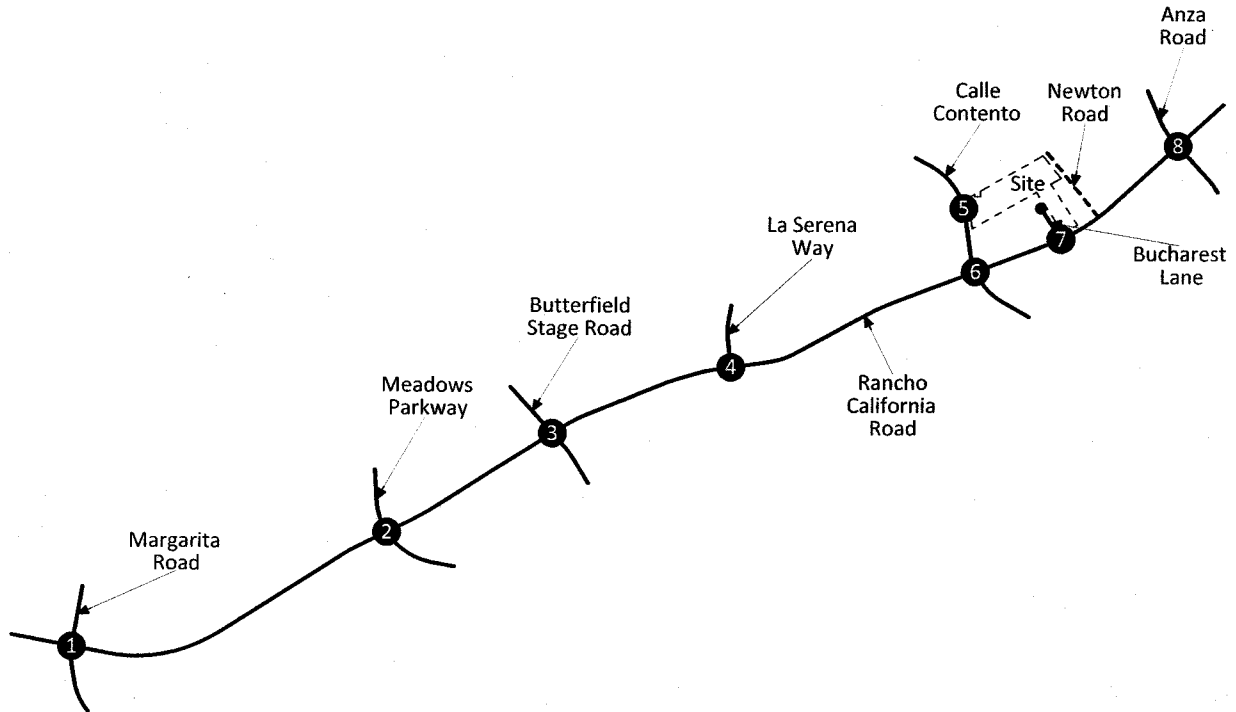 Anza
Road
Calle
Contento
Newton
Road
8
Site
5
La Serena
Way
7
Bucharest
Lane
6
Butterfield
Stage Road
4
Rancho
California
Road
Meadows
Parkway
3
2
Margarita
Road
1